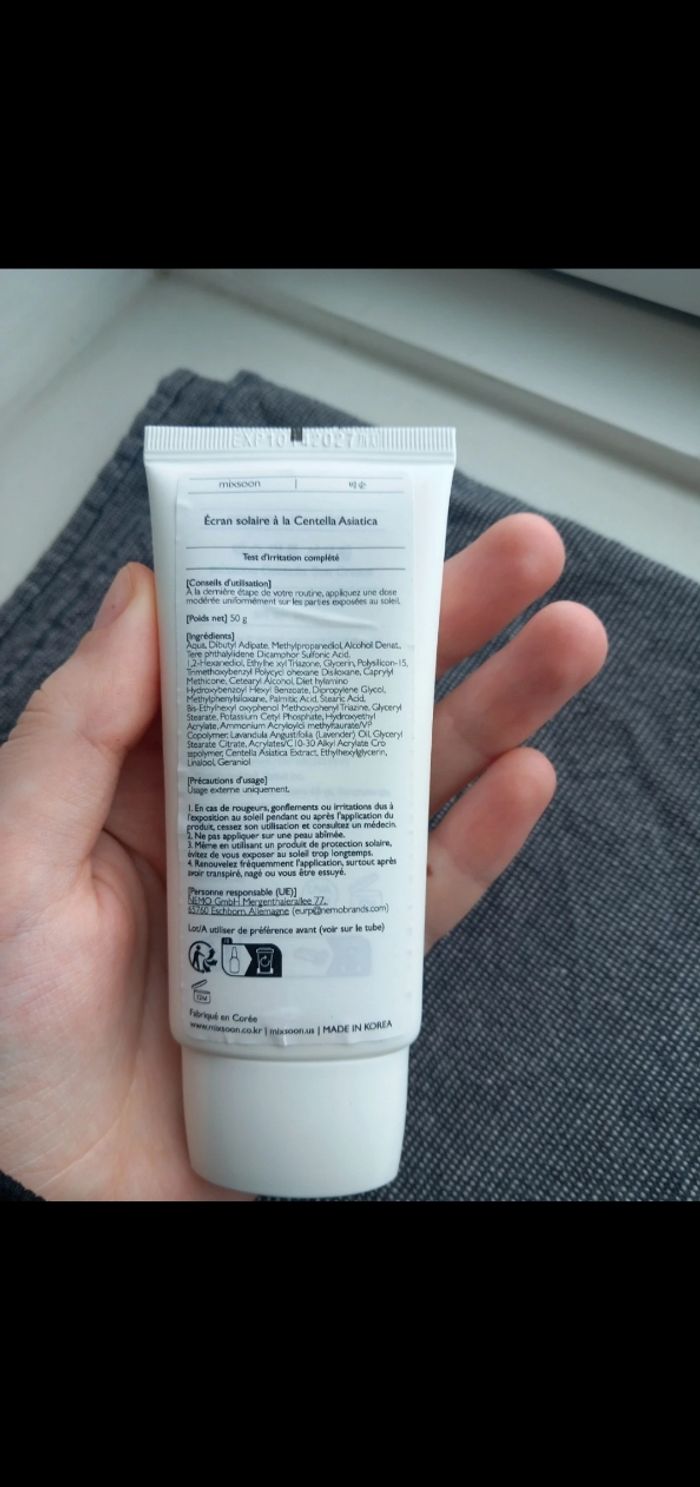 EXP10 2027
mixsoon | 믹순
Écran solaire à la Centella Asiatica
Test d'irritation complété
[Conseils d'utilisation]
À la dernière étape de votre routine, appliquez une dose
modérée uniformément sur les parties exposées au soleil.
[Poids net] 50 g
[Ingrédients]
Aqua, Dibutyl Adipate, Methylpropanediol, Alcohol Denat.,
Tere phthalylidene Dicamphor Sulfonic Acid,
1,2-Hexanediol, Ethylhe xyl Triazone, Glycerin, Polysilicon-15,
Trimethoxybenzyl Polycycl ohexane Disiloxane, Caprylyl
Methicone, Cetearyl Alcohol, Diet hylamino
Hydroxybenzoyl Hexyl Benzoate, Dipropylene Glycol,
Methylphenylsiloxane, Palmitic Acid, Stearic Acid,
Bis-Ethylhexyl oxyphenol Methoxyphenyl Triazine, Glyceryl
Stearate, Potassium Cetyl Phosphate, Hydroxyethyl
Acrylate, Ammonium Acryloylci methyltaurate/VP
Copolymer, Lavandula Angustifolia (Lavender) Oil, Glyceryl
Stearate Citrate, Acrylates/C10-30 Alkyl Acrylate Cro
sspolymer, Centella Asiatica Extract, Ethylhexylglycerin,
Linalool, Geraniol
[Précautions d'usage]
Usage externe uniquement.
1. En cas de rougeurs, gonflements ou irritations dus à
l'exposition au soleil pendant ou après l'application du
produit, cessez son utilisation et consultez un médecin.
2. Ne pas appliquer sur une peau abîmée.
3. Même en utilisant un produit de protection solaire,
évitez de vous exposer au soleil trop longtemps.
4. Renouvelez fréquemment l'application, surtout après
avoir transpiré, nagé ou vous être essuyé.
[Personne responsable (UE)]
NEMO GmbH Mergenthalerallee 77,
65760 Eschborn, Allemagne (eurp@nemobrands.com)
Lot/A utiliser de préférence avant (voir sur le tube)
12M
Fabriqué en Corée
www.mixsoon.co.kr | mixsoon.us | MADE IN KOREA